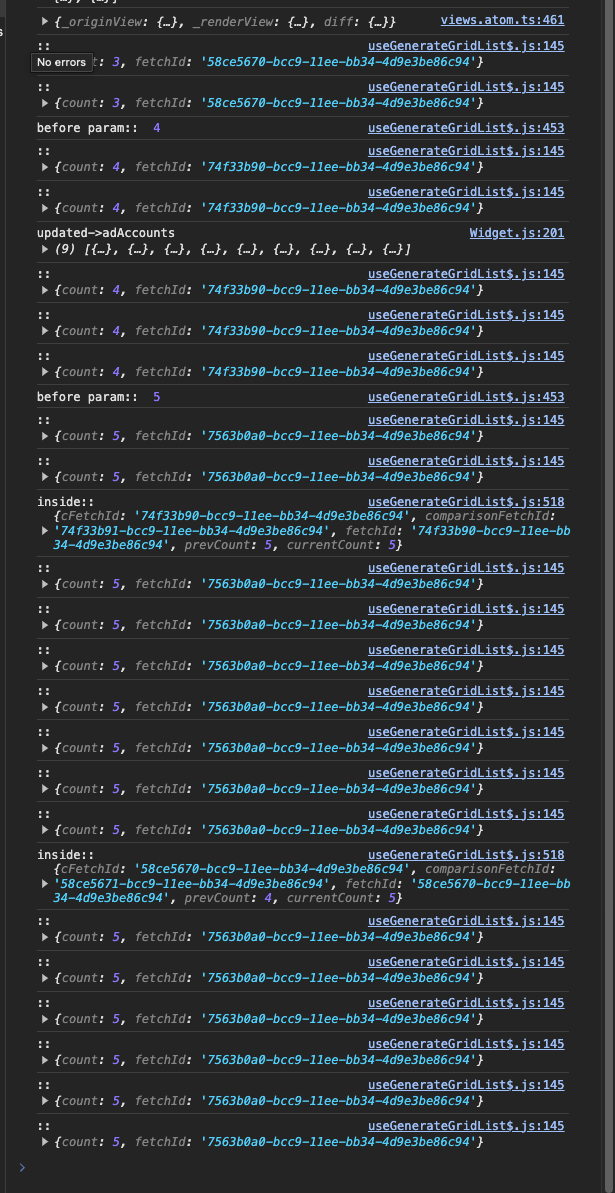 {_originView: {…}, _renderView: {…}, diff: {…}} views.atom.ts:461
:: useGenerateGridList$.js:145
No errors : 3, fetchId: '58ce5670-bcc9-11ee-bb34-4d9e3be86c94'}
:: useGenerateGridList$.js:145
{count: 3, fetchId: '58ce5670-bcc9-11ee-bb34-4d9e3be86c94'}
before param:: 4 useGenerateGridList$.js:453
:: useGenerateGridList$.js:145
{count: 4, fetchId: '74f33b90-bcc9-11ee-bb34-4d9e3be86c94'}
:: useGenerateGridList$.js:145
{count: 4, fetchId: '74f33b90-bcc9-11ee-bb34-4d9e3be86c94'}
updated->adAccounts Widget.js:201
(9) [{…}, {…}, {…}, {…}, {…}, {…}, {…}, {…}, {…}]
:: useGenerateGridList$.js:145
{count: 4, fetchId: '74f33b90-bcc9-11ee-bb34-4d9e3be86c94'}
:: useGenerateGridList$.js:145
{count: 4, fetchId: '74f33b90-bcc9-11ee-bb34-4d9e3be86c94'}
:: useGenerateGridList$.js:145
{count: 4, fetchId: '74f33b90-bcc9-11ee-bb34-4d9e3be86c94'}
before param:: 5 useGenerateGridList$.js:453
:: useGenerateGridList$.js:145
{count: 5, fetchId: '7563b0a0-bcc9-11ee-bb34-4d9e3be86c94'}
:: useGenerateGridList$.js:145
{count: 5, fetchId: '7563b0a0-bcc9-11ee-bb34-4d9e3be86c94'}
inside:: useGenerateGridList$.js:518
{cFetchId: '74f33b90-bcc9-11ee-bb34-4d9e3be86c94', comparisonFetchId:
'74f33b91-bcc9-11ee-bb34-4d9e3be86c94', fetchId: '74f33b90-bcc9-11ee-bb
34-4d9e3be86c94', prevCount: 5, currentCount: 5}
:: useGenerateGridList$.js:145
{count: 5, fetchId: '7563b0a0-bcc9-11ee-bb34-4d9e3be86c94'}
:: useGenerateGridList$.js:145
{count: 5, fetchId: '7563b0a0-bcc9-11ee-bb34-4d9e3be86c94'}
:: useGenerateGridList$.js:145
{count: 5, fetchId: '7563b0a0-bcc9-11ee-bb34-4d9e3be86c94'}
:: useGenerateGridList$.js:145
{count: 5, fetchId: '7563b0a0-bcc9-11ee-bb34-4d9e3be86c94'}
:: useGenerateGridList$.js:145
{count: 5, fetchId: '7563b0a0-bcc9-11ee-bb34-4d9e3be86c94'}
:: useGenerateGridList$.js:145
{count: 5, fetchId: '7563b0a0-bcc9-11ee-bb34-4d9e3be86c94'}
:: useGenerateGridList$.js:145
{count: 5, fetchId: '7563b0a0-bcc9-11ee-bb34-4d9e3be86c94'}
inside:: useGenerateGridList$.js:518
{cFetchId: '58ce5670-bcc9-11ee-bb34-4d9e3be86c94', comparisonFetchId:
'58ce5671-bcc9-11ee-bb34-4d9e3be86c94', fetchId: '58ce5670-bcc9-11ee-bb
34-4d9e3be86c94', prevCount: 4, currentCount: 5}
:: useGenerateGridList$.js:145
{count: 5, fetchId: '7563b0a0-bcc9-11ee-bb34-4d9e3be86c94'}
:: useGenerateGridList$.js:145
{count: 5, fetchId: '7563b0a0-bcc9-11ee-bb34-4d9e3be86c94'}
:: useGenerateGridList$.js:145
{count: 5, fetchId: '7563b0a0-bcc9-11ee-bb34-4d9e3be86c94'}
:: useGenerateGridList$.js:145
{count: 5, fetchId: '7563b0a0-bcc9-11ee-bb34-4d9e3be86c94'}
:: useGenerateGridList$.js:145
{count: 5, fetchId: '7563b0a0-bcc9-11ee-bb34-4d9e3be86c94'}
:: useGenerateGridList$.js:145
{count: 5, fetchId: '7563b0a0-bcc9-11ee-bb34-4d9e3be86c94'}